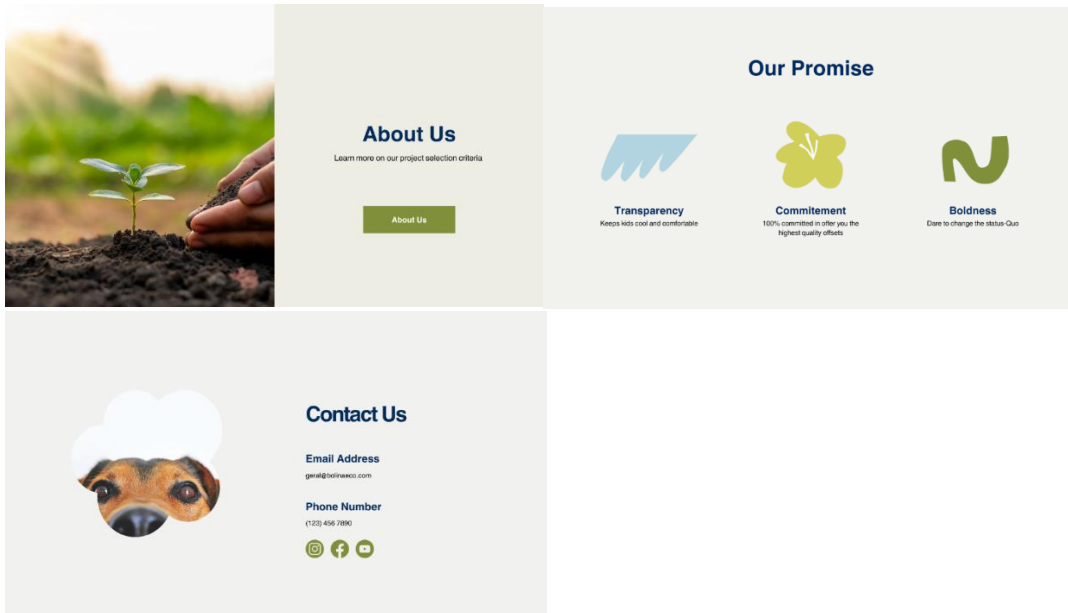 About Us
Learn more on our project selection criteria
About Us
Our Promise
Transparency
Keeps kids cool and comfortable
Commitement
100% committed in offer you the
highest quality offsets
Boldness
Dare to change the status-Quo
Contact Us
Email Address
geral@bolinaeco.com
Phone Number
(123) 456 7890